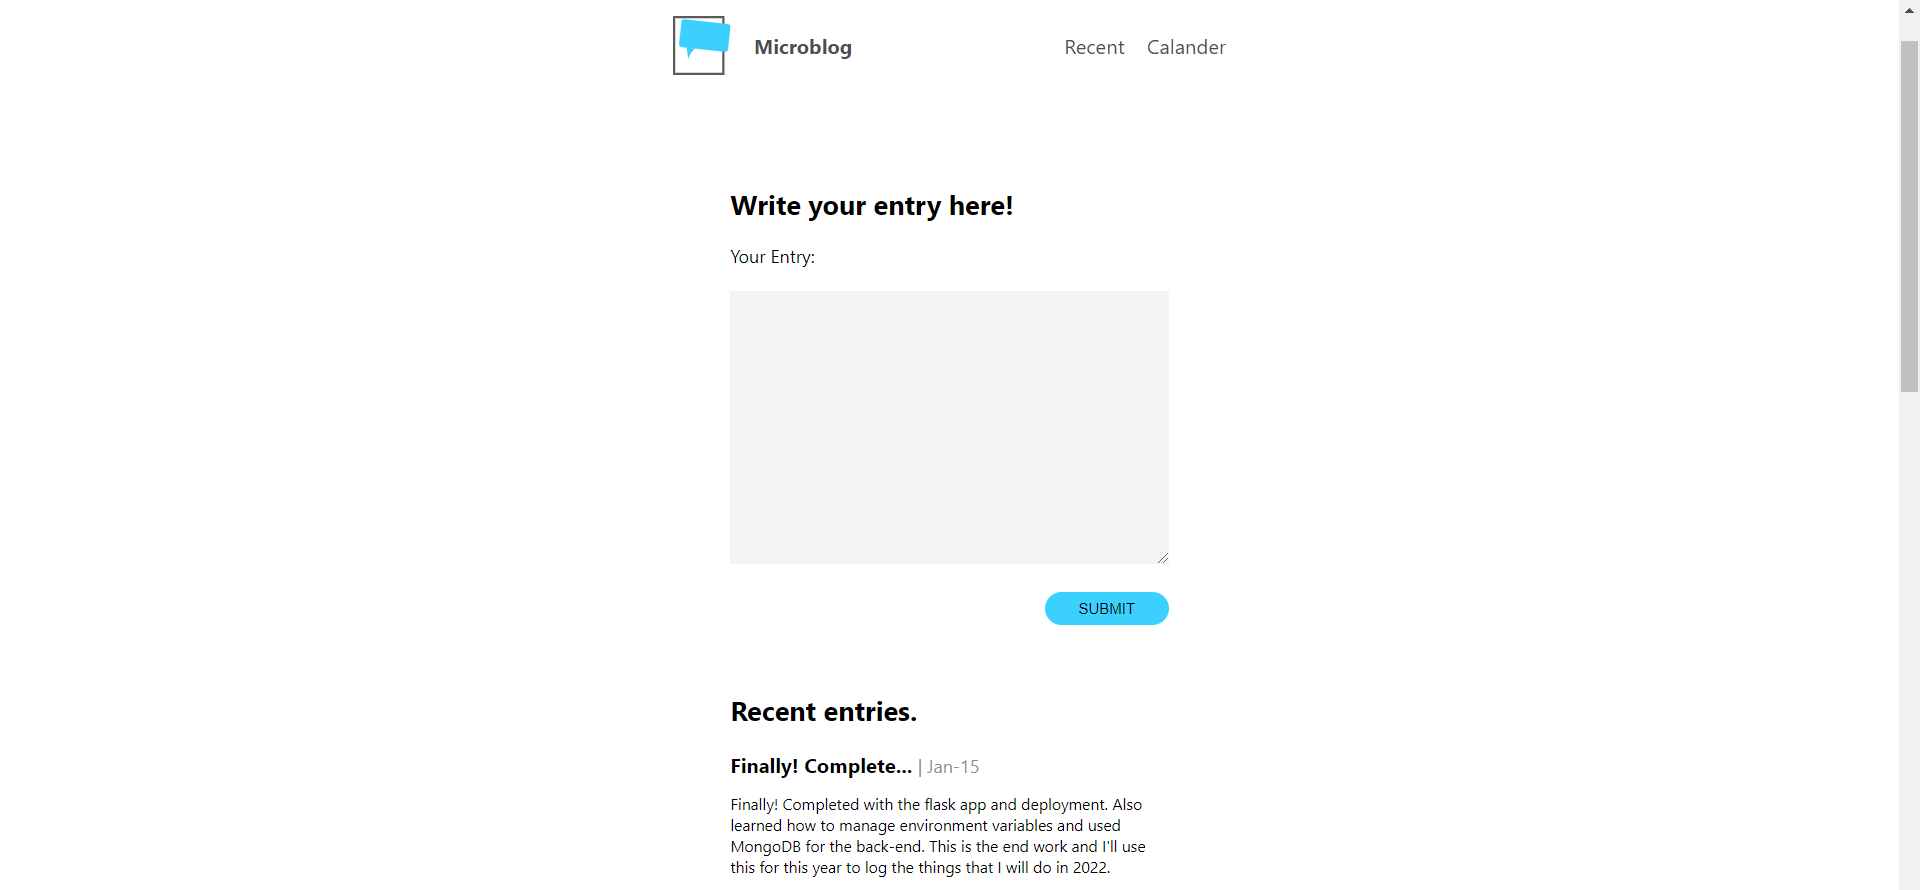 Microblog
Recent
Calander
Write your entry here!
Your Entry:
SUBMIT
Recent entries.
Finally! Complete... | Jan-15
Finally! Completed with the flask app and deployment. Also
learned how to manage environment variables and used
MongoDB for the back-end. This is the end work and I'll use
this for this year to log the things that I will do in 2022.